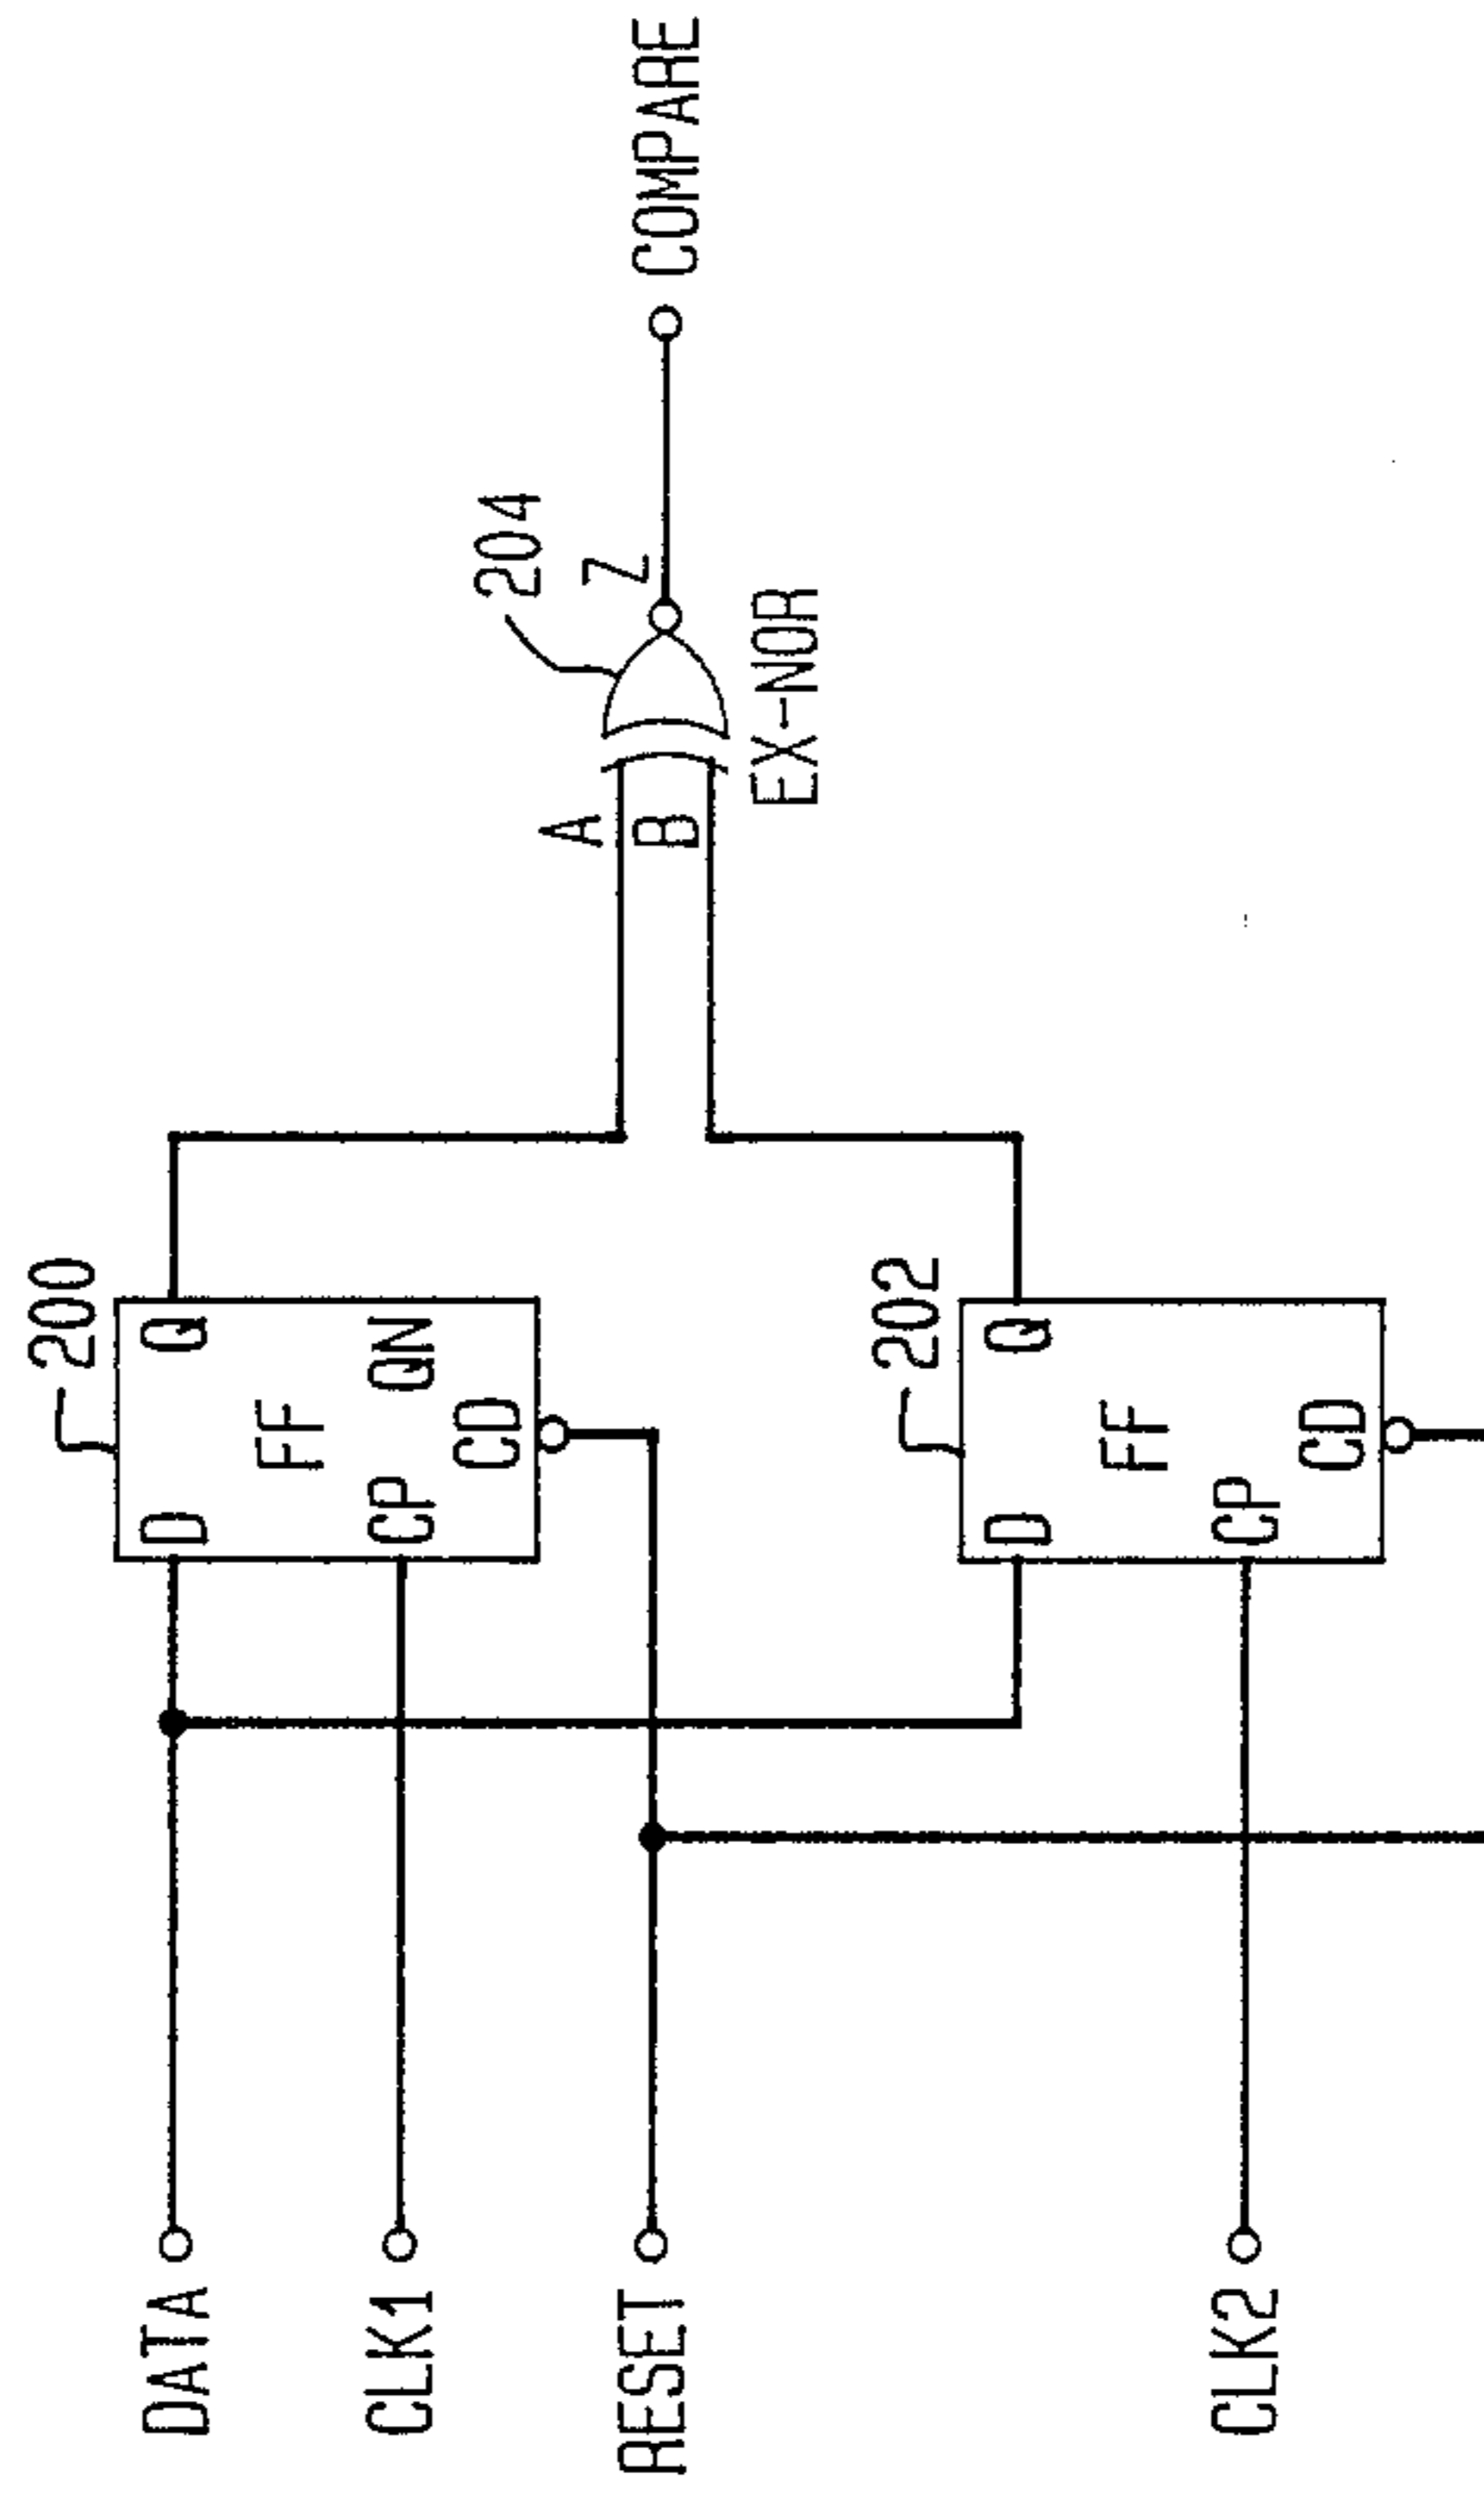 200
D
Q
FF
CP
QN
CD
DATA
CLK1
RESET
A
B
Z
204
EX-NOR
COMPARE
202
D
Q
FF
CP
CD
CLK2